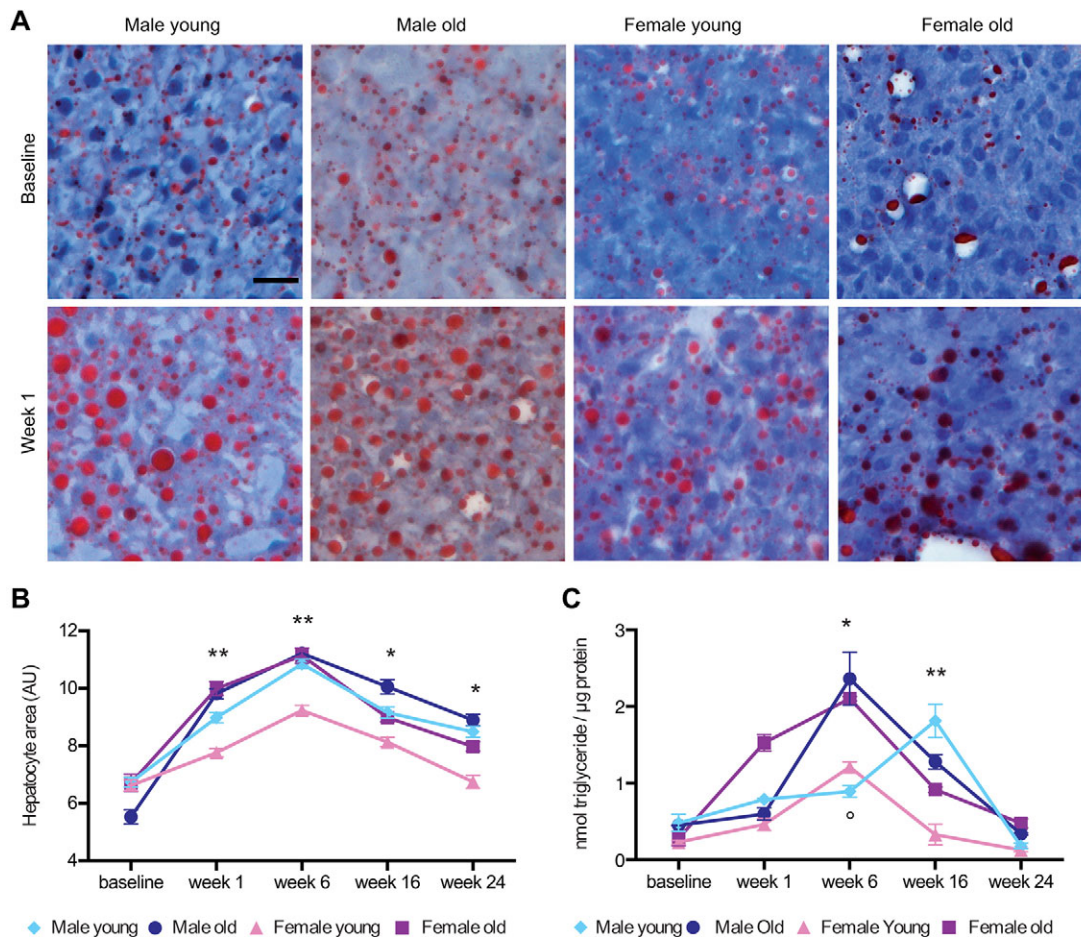 A
Male young Male old Female young Female old
Baseline
Week 1
B
Hepatocyte area (AU)
12
10
8
6
4
** ** * *
baseline week 1 week 6 week 16 week 24
Male young Male old Female young Female old
C
nmol triglyceride / µg protein
3
2
1
0
* **
°
baseline week 1 week 6 week 16 week 24
Male young Male Old Female Young Female old